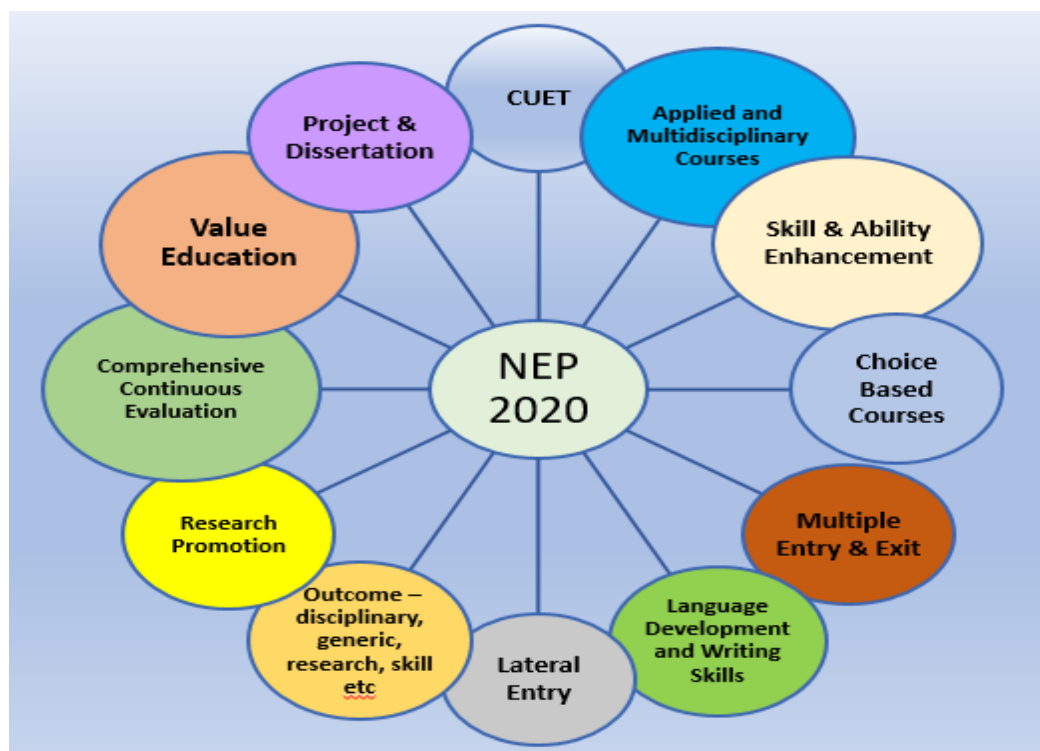 CUET
Applied and
Multidisciplinary
Courses
Skill & Ability
Enhancement
Choice
Based
Courses
Multiple
Entry & Exit
Language
Development
and Writing
Skills
Lateral
Entry
Outcome –
disciplinary,
generic,
research, skill
etc
Research
Promotion
Comprehensive
Continuous
Evaluation
Value
Education
Project &
Dissertation
NEP
2020